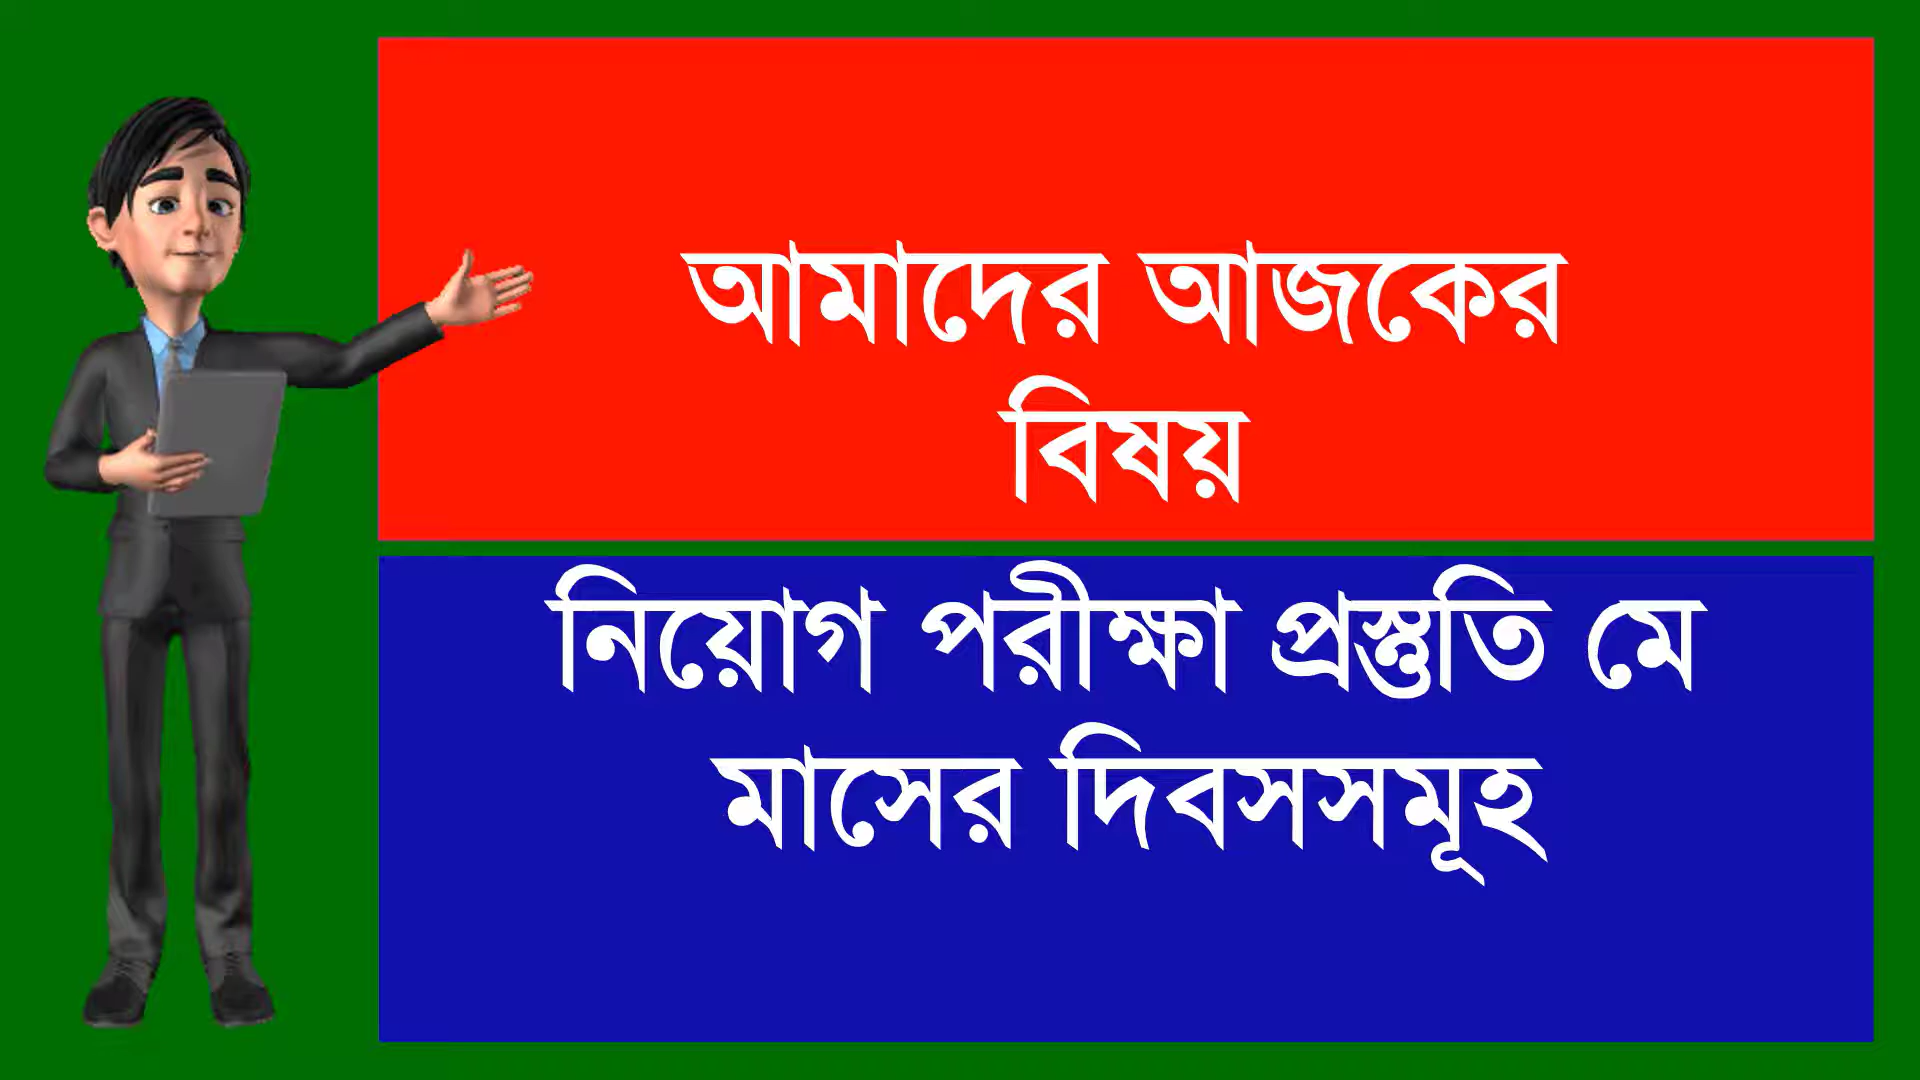 আমাদের আজকের
বিষয়
নিয়োগ পরীক্ষা প্রস্তুতি মে
মাসের দিবসসমূহ